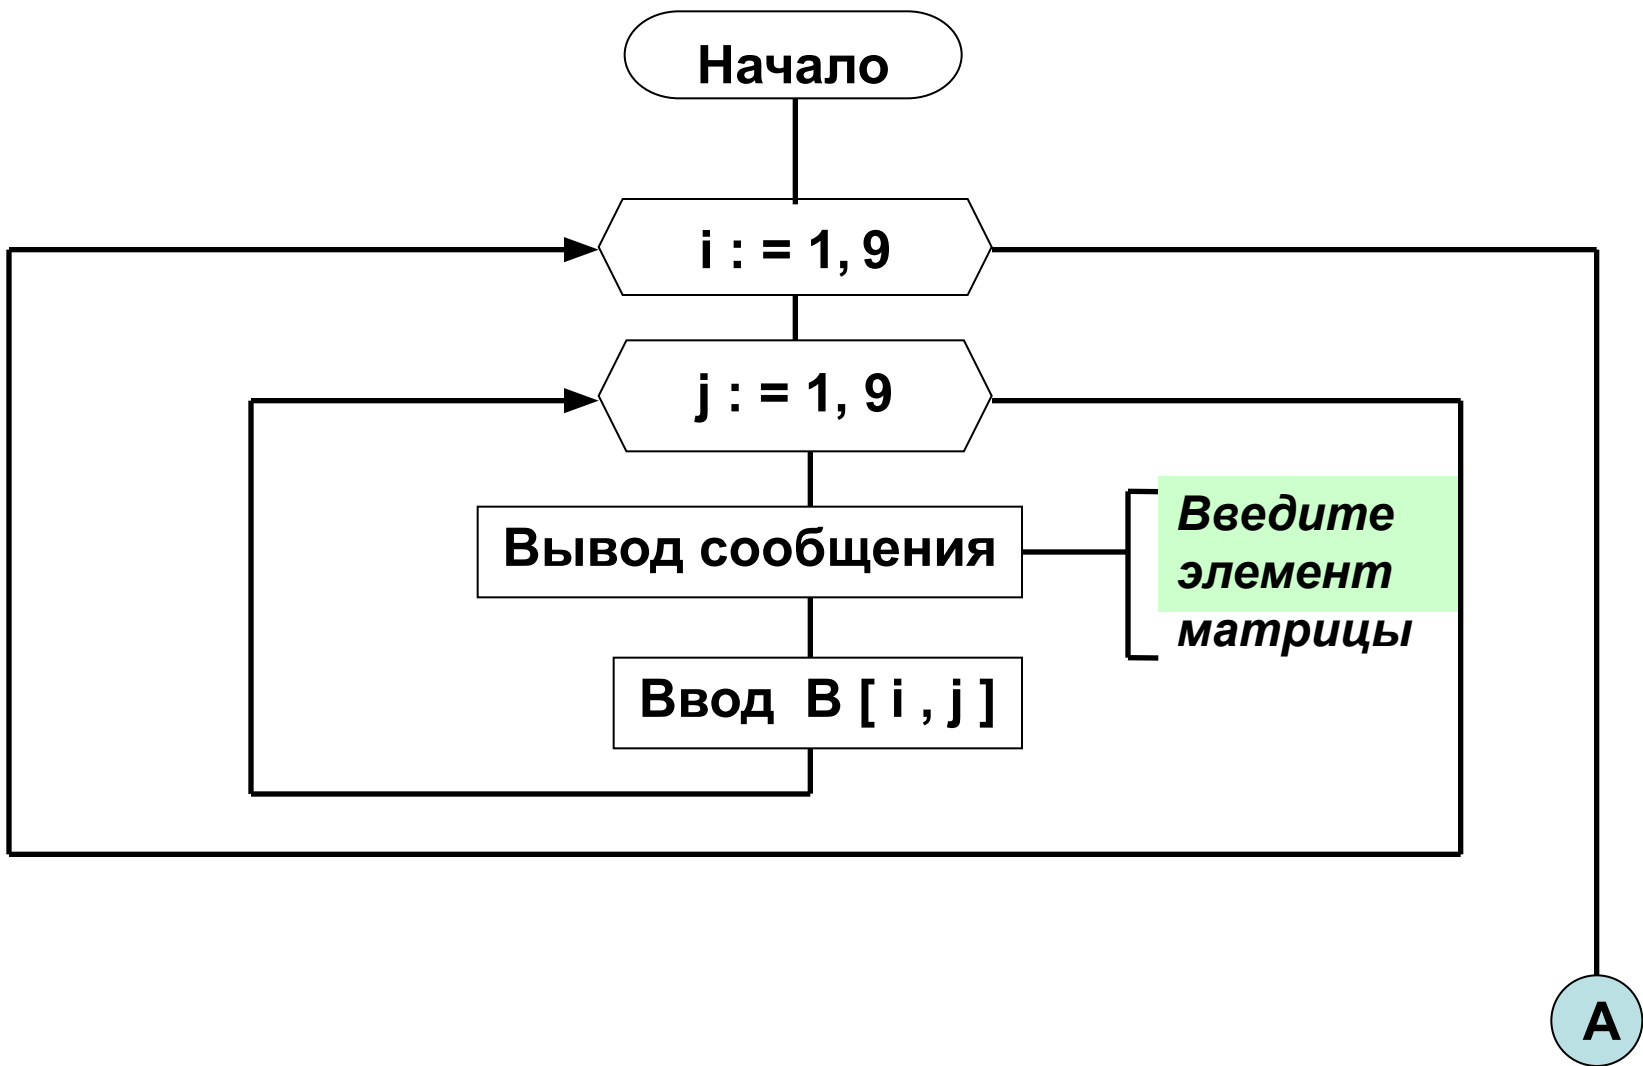 Начало
i : = 1, 9
j : = 1, 9
Вывод сообщения
Введите
элемент
матрицы
Ввод В [ i , j ]
А